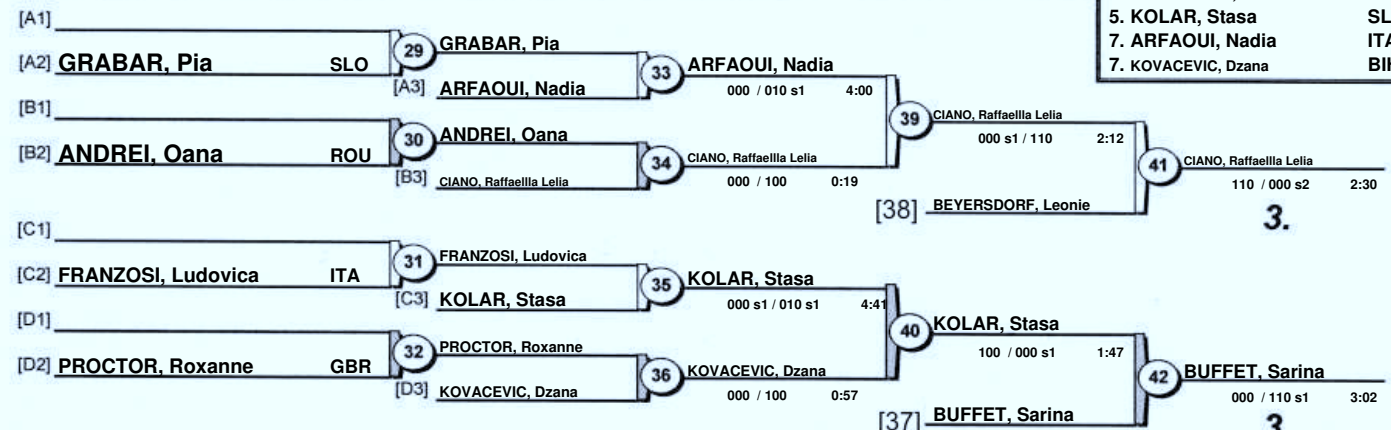 5. KOLAR, Stasa
7. ARFAOUI, Nadia
7. KOVACEVIC, Dzana
[A1]
[A2] GRABAR, Pia SLO
29
GRABAR, Pia
[A3] ARFAOUI, Nadia
33
ARFAOUI, Nadia
000 / 010 s1 4:00
[B1]
[B2] ANDREI, Oana ROU
30
ANDREI, Oana
[B3] CIANO, Raffaellla Lelia
34
CIANO, Raffaellla Lelia
000 / 100 0:19
39
CIANO, Raffaellla Lelia
000 s1 / 110 2:12
[38] BEYERSDORF, Leonie
41
CIANO, Raffaellla Lelia
110 / 000 s2 2:30
3.
[C1]
[C2] FRANZOSI, Ludovica ITA
31
FRANZOSI, Ludovica
[C3] KOLAR, Stasa
35
KOLAR, Stasa
000 s1 / 010 s1 4:41
[D1]
[D2] PROCTOR, Roxanne GBR
32
PROCTOR, Roxanne
[D3] KOVACEVIC, Dzana
36
KOVACEVIC, Dzana
000 / 100 0:57
40
KOLAR, Stasa
100 / 000 s1 1:47
[37] BUFFET, Sarina
42
BUFFET, Sarina
000 / 110 s1 3:02
3